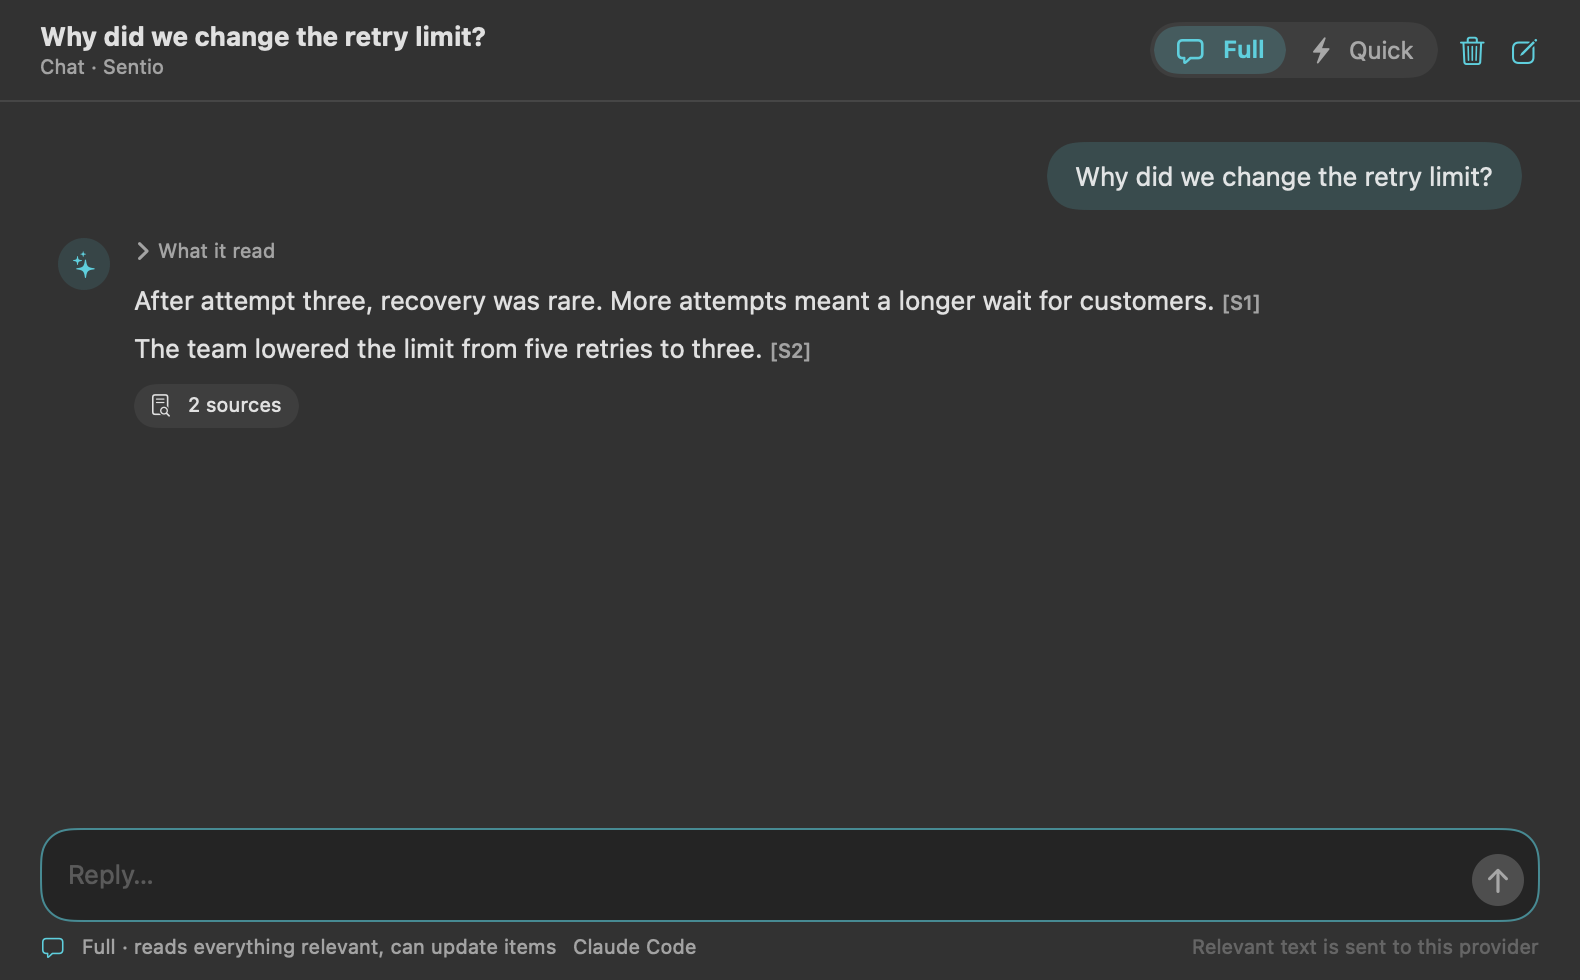 Why did we change the retry limit?
Chat · Sentio
Full
Quick
Why did we change the retry limit?
What it read
After attempt three, recovery was rare. More attempts meant a longer wait for customers. [S1]
The team lowered the limit from five retries to three. [S2]
2 sources
Reply...
Full · reads everything relevant, can update items Claude Code
Relevant text is sent to this provider